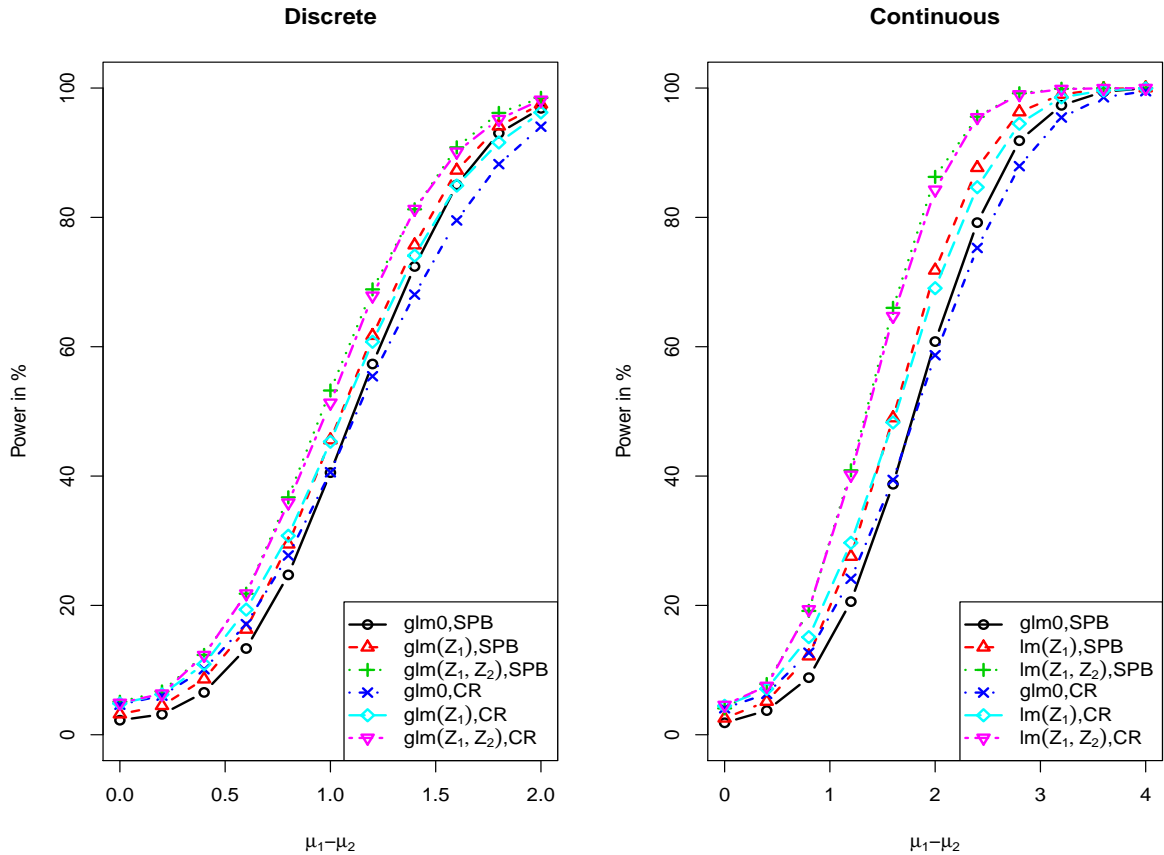 Discrete
Power in %
100
80
60
40
20
0
glm0,SPB
glm(Z₁),SPB
glm(Z₁, Z₂),SPB
glm0,CR
glm(Z₁),CR
glm(Z₁, Z₂),CR
0.0 0.5 1.0 1.5 2.0
μ₁−μ₂
Continuous
Power in %
100
80
60
40
20
0
glm0,SPB
lm(Z₁),SPB
lm(Z₁, Z₂),SPB
glm0,CR
lm(Z₁),CR
lm(Z₁, Z₂),CR
0 1 2 3 4
μ₁−μ₂